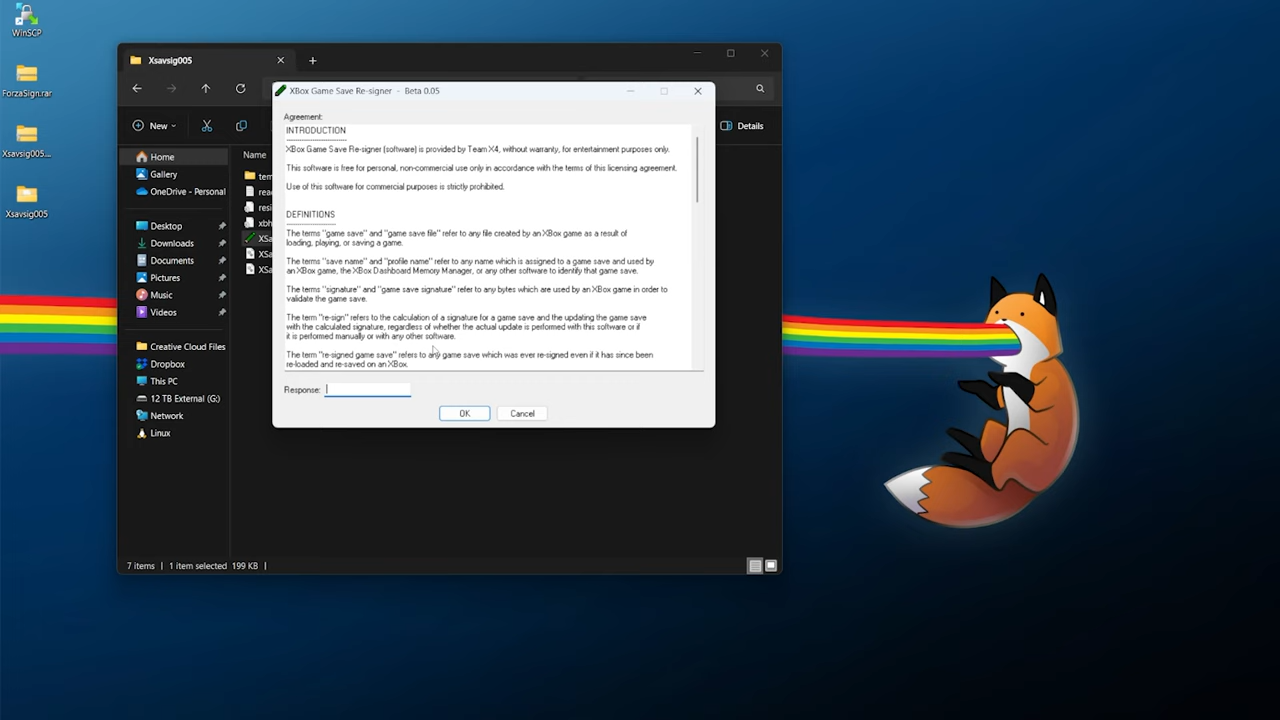 WinSCP
ForzaSign.rar
Xsavsig005...
Xsavsig005
Xsavsig005
New
Details
Home
Gallery
OneDrive - Personal
Desktop
Downloads
Documents
Pictures
Music
Videos
Creative Cloud Files
Dropbox
This PC
12 TB External (G:)
Network
Linux
Name
XBox Game Save Re-signer - Beta 0.05
Agreement:
INTRODUCTION
-------------------------
XBox Game Save Re-signer (software) is provided by Team X4, without warranty, for entertainment purposes only.
This software is free for personal, non-commercial use only in accordance with the terms of this licensing agreement.
Use of this software for commercial purposes is strictly prohibited.
DEFINITIONS
---------------------
The terms "game save" and "game save file" refer to any file created by an XBox game as a result of
loading, playing, or saving a game.
The terms "save name" and "profile name" refer to any name which is assigned to a game save and used by
an XBox game, the XBox Dashboard Memory Manager, or any other software to identify that game save.
The terms "signature" and "game save signature" refer to any bytes which are used by an XBox game in order to
validate the game save.
The term "re-sign" refers to the calculation of a signature for a game save and the updating the game save
with the calculated signature, regardless of whether the actual update is performed with this software or if
it is performed manually or with any other software.
The term "re-signed game save" refers to any game save which was ever re-signed even if it has since been
re-loaded and re-saved on an XBox.
Response:
OK
Cancel
7 items | 1 item selected 199 KB |